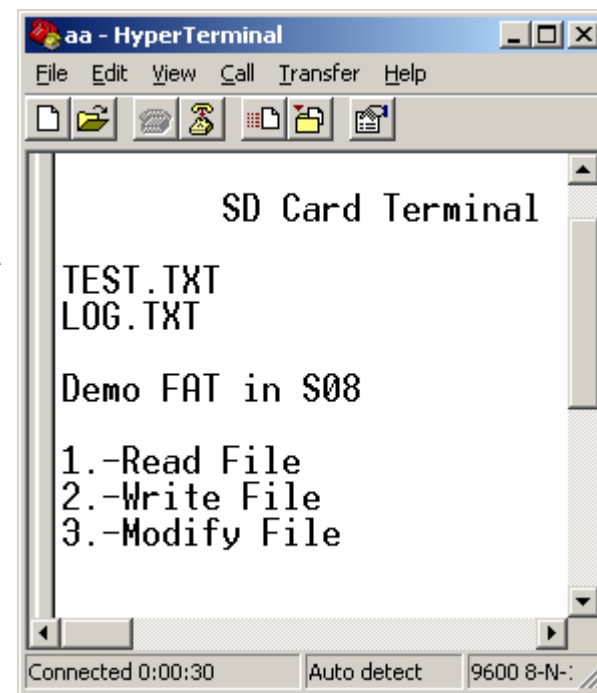 aa - HyperTerminal
File Edit View Call Transfer Help
SD Card Terminal
TEST.TXT
LOG.TXT
Demo FAT in S08
1.-Read File
2.-Write File
3.-Modify File
Connected 0:00:30 Auto detect 9600 8-N-